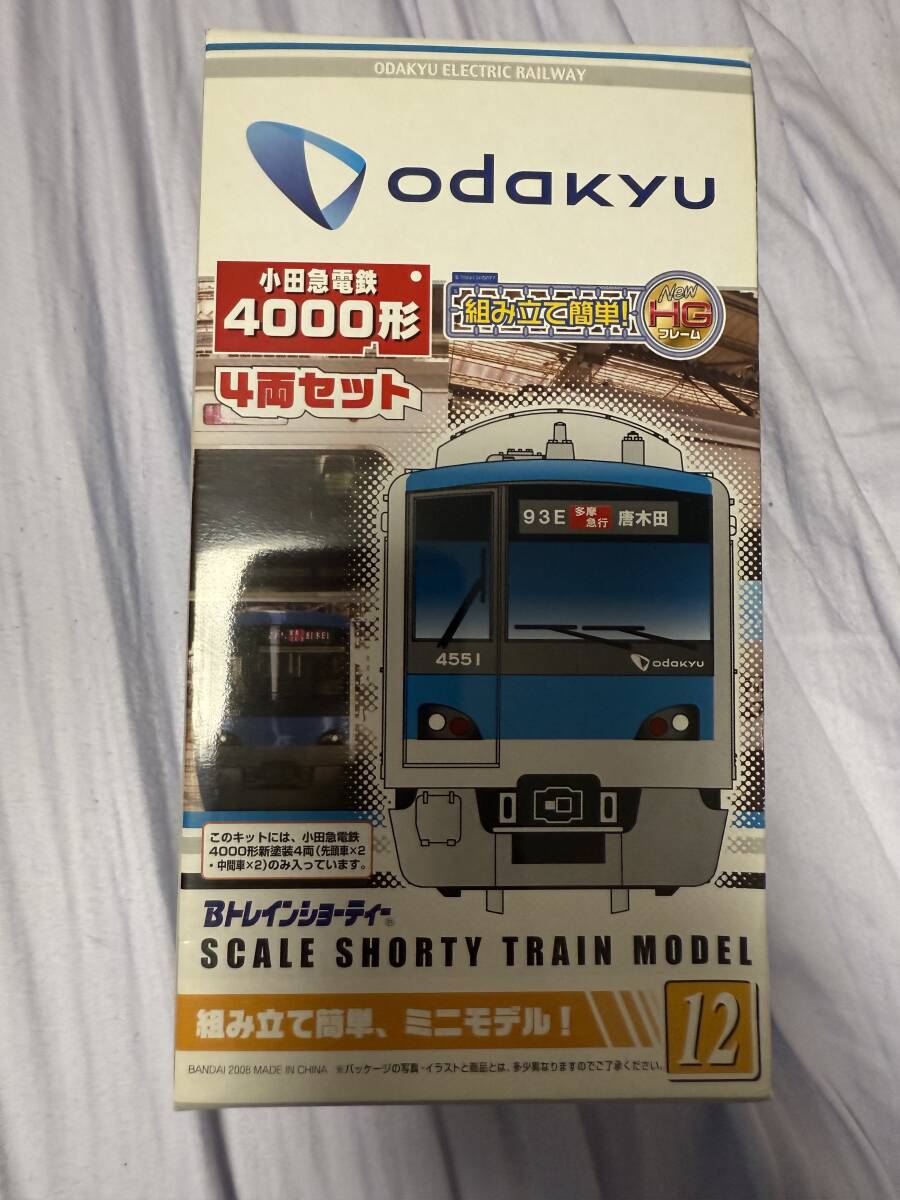 ODAKYU ELECTRIC RAILWAY
odakyu
小田急電鉄
4000形
組み立て簡単!
New
HG
フレーム
4両セット
93E 多摩急行 唐木田
4551
odakyu
このキットには、小田急電鉄
4000形新塗装4両(先頭車×2
・中間車×2)のみ入っています。
Bトレインショーティー®
SCALE SHORTY TRAIN MODEL
組み立て簡単、ミニモデル!
12
BANDAI 2008 MADE IN CHINA ※パッケージの写真・イラストと商品とは、多少異なりますのでご了承ください。